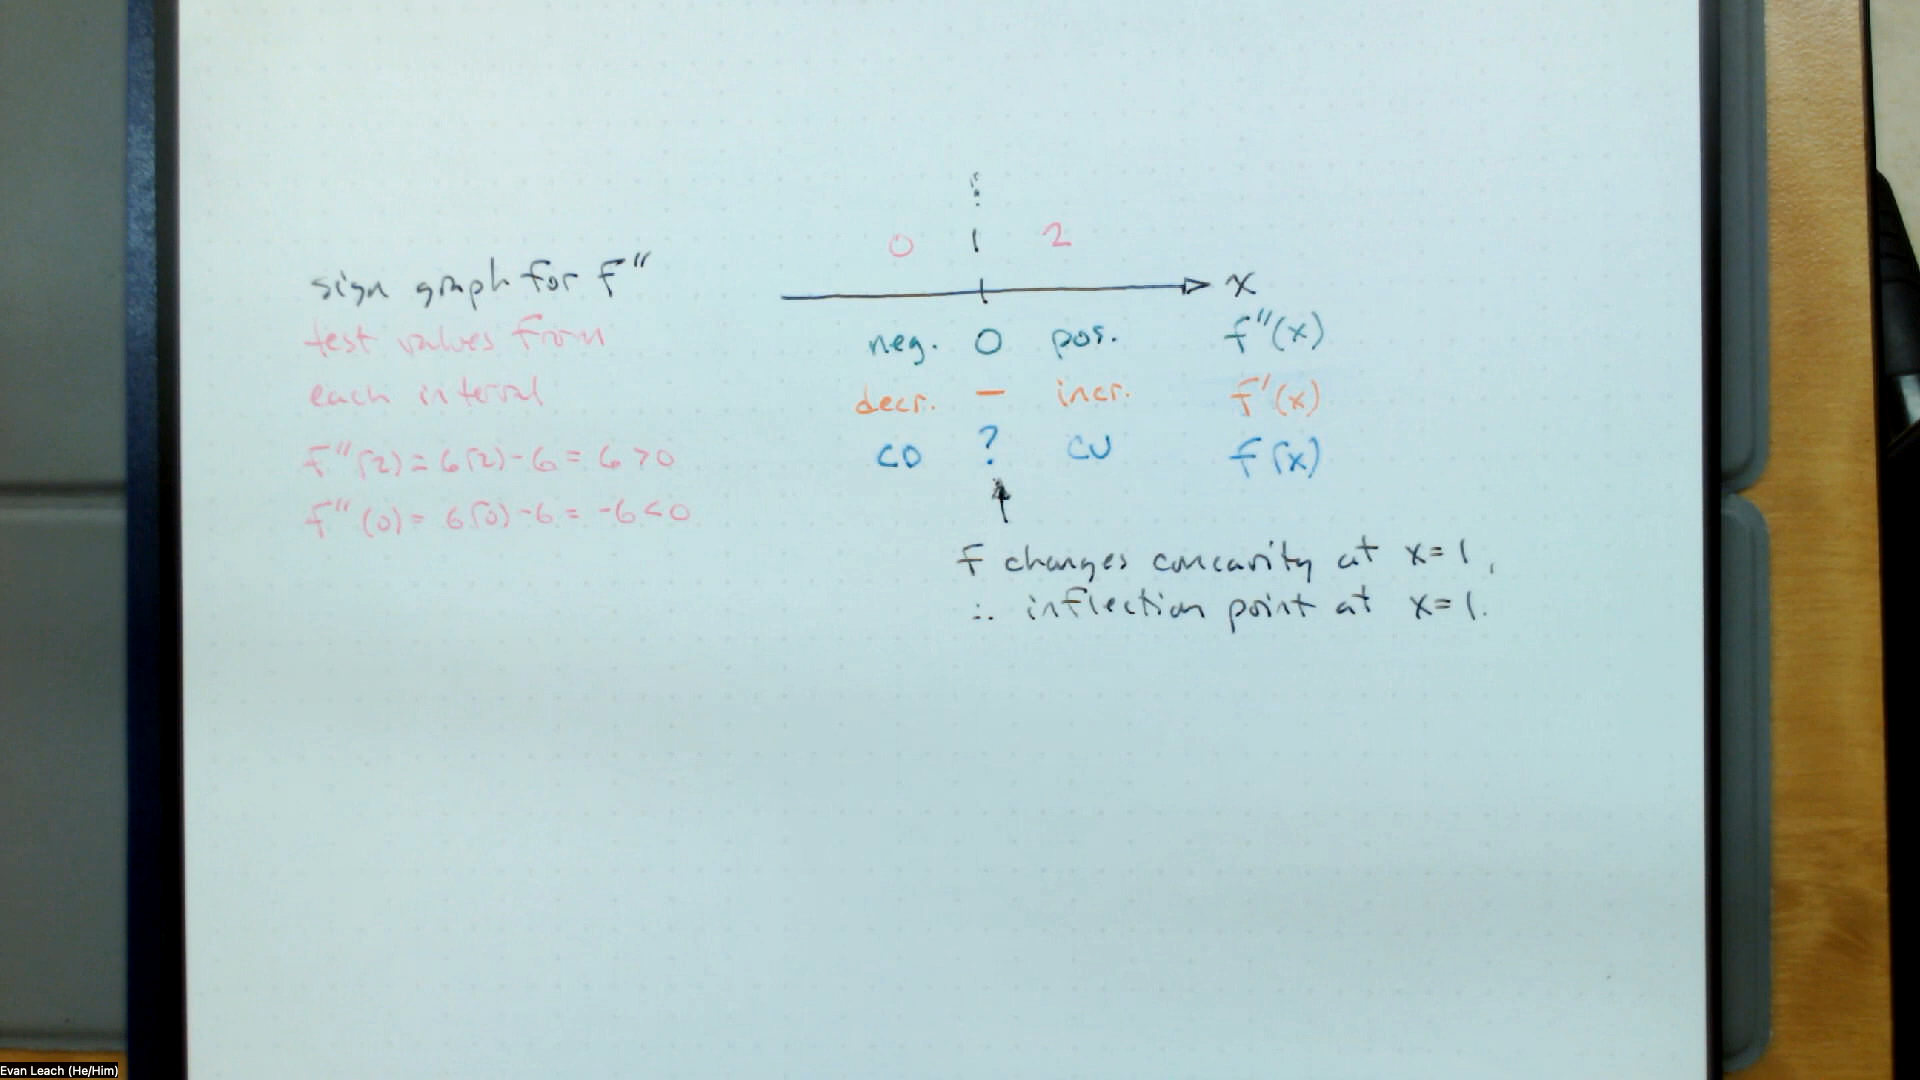 ⋮
0 1 2
sign graph for f"
x
test values from
neg. 0 pos. f"(x)
each interval
decr. – incr. f'(x)
f"(2) = 6(2)-6 = 6 >0
CD ? CU f(x)
f"(0) = 6(0)-6 = -6<0
f changes concavity at x=1,
∴ inflection point at x=1.
Evan Leach (He/Him)